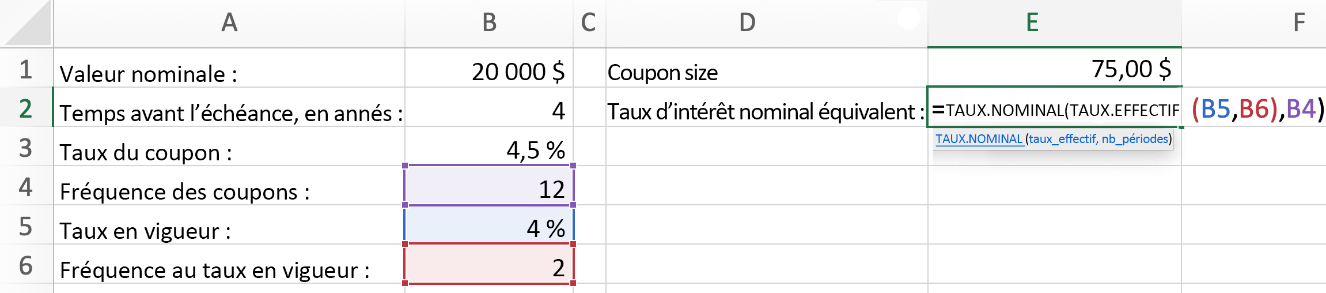 A B C D E F
1 Valeur nominale : 20 000 $ Coupon size 75,00 $
2 Temps avant l’échéance, en annés : 4 Taux d’intérêt nominal équivalent : =TAUX.NOMINAL(TAUX.EFFECTIF (B5,B6),B4)
TAUX.NOMINAL (taux_effectif, nb_périodes)
3 Taux du coupon : 4,5 %
4 Fréquence des coupons : 12
5 Taux en vigueur : 4 %
6 Fréquence au taux en vigueur : 2